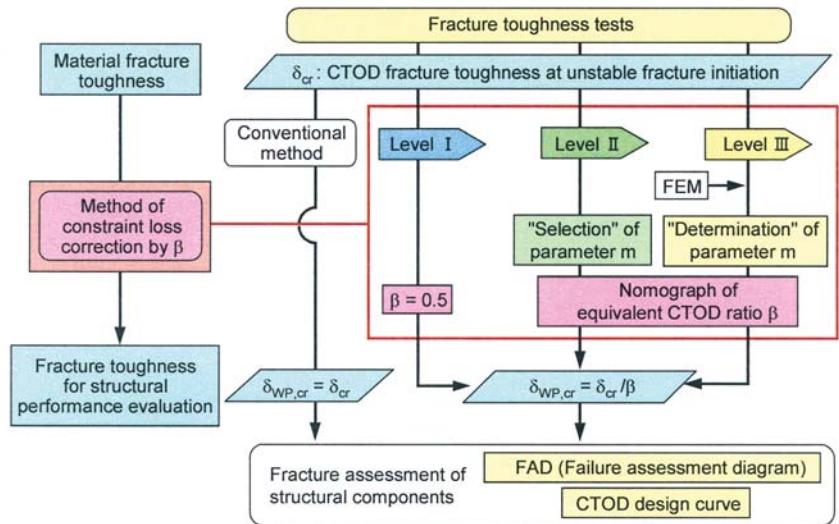 Fracture toughness tests
Material fracture
toughness
δcr : CTOD fracture toughness at unstable fracture initiation
Conventional
method
Level Ⅰ
Level Ⅱ
Level Ⅲ
FEM
Method of
constraint loss
correction by β
"Selection" of
parameter m
"Determination" of
parameter m
β = 0.5
Nomograph of
equivalent CTOD ratio β
Fracture toughness
for structural
performance evaluation
δWP,cr = δcr
δWP,cr = δcr /β
Fracture assessment of
structural components
FAD (Failure assessment diagram)
CTOD design curve